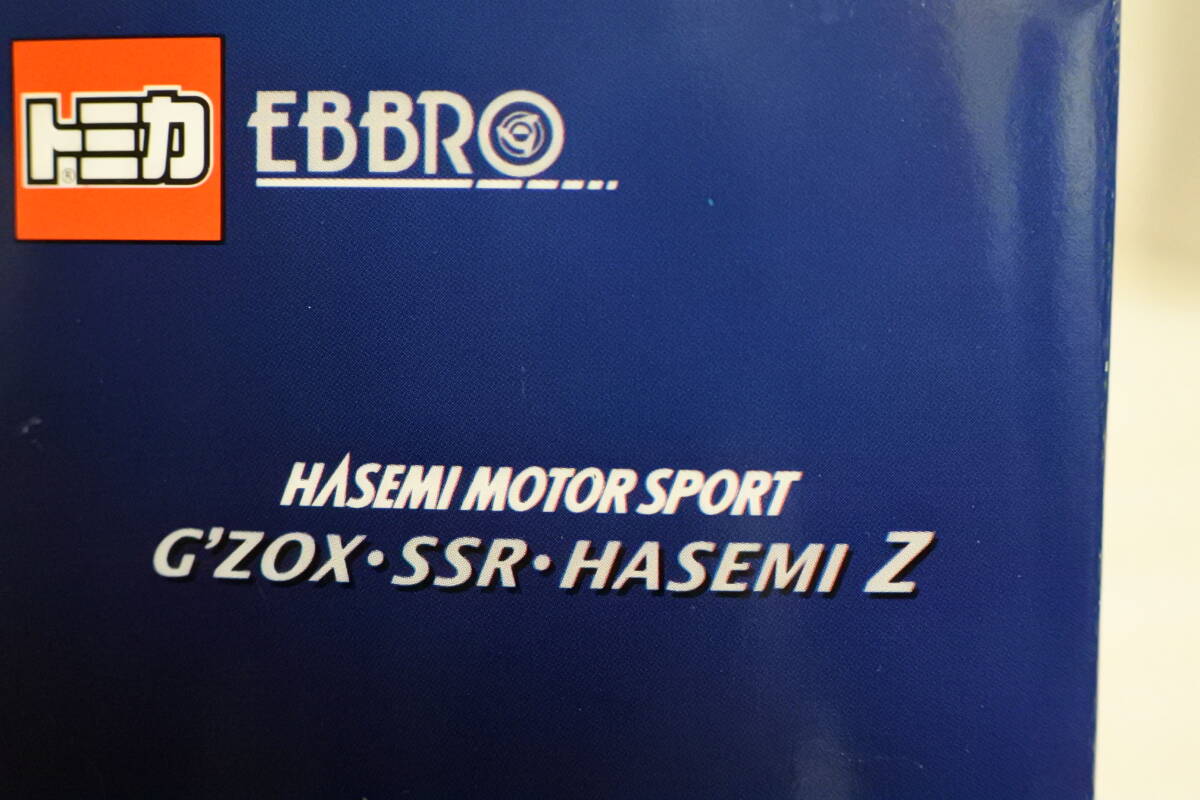 トミカ®
EBBRO
HASEMI MOTOR SPORT
G'ZOX・SSR・HASEMI Z